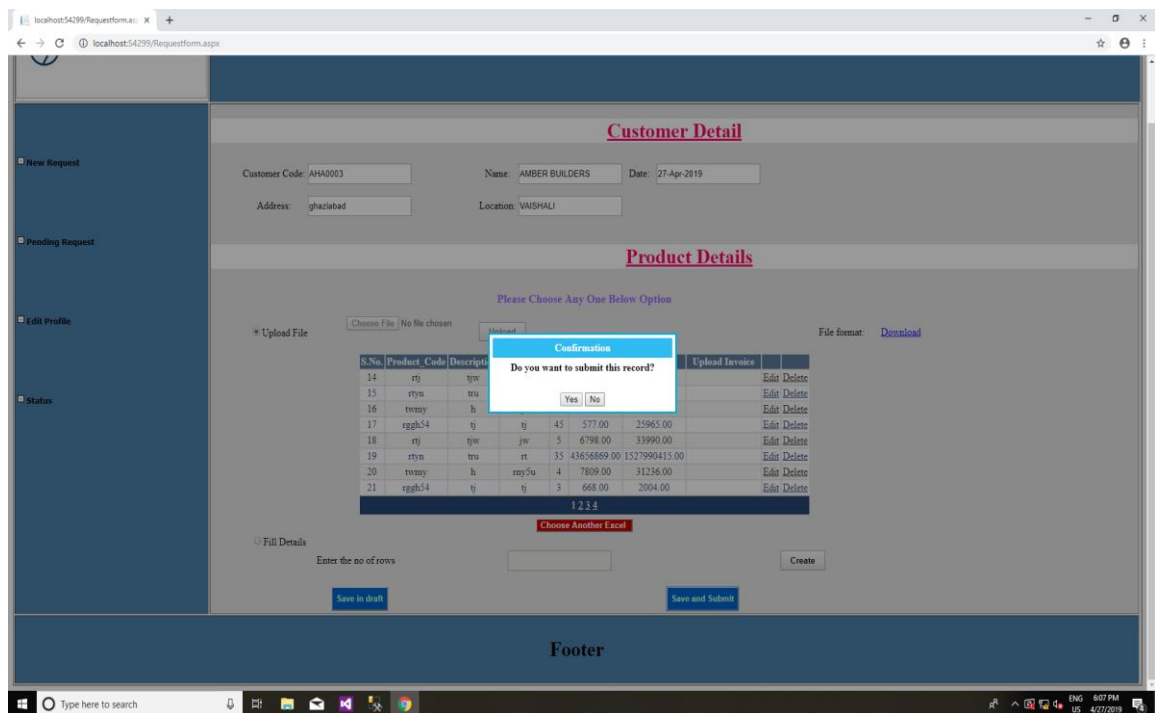 localhost:54299/Requestform.as
localhost:54299/Requestform.aspx
Customer Detail
New Request
Customer Code: AHA0003 Name: AMBER BUILDERS Date: 27-Apr-2019
Address: ghaziabad Location: VAISHALI
Pending Request
Product Details
Please Choose Any One Below Option
Edit Profile
Upload File Choose File No file chosen Upload File format: Download
Confirmation
Do you want to submit this record?
Yes No
S.No. Product_Code Descripti Upload Invoice
14 rtj tjw Edit Delete
15 rtyn tru Edit Delete
Status
16 twmy h Edit Delete
17 rggh54 tj tj 45 577.00 25965.00 Edit Delete
18 rtj tjw jw 5 6798.00 33990.00 Edit Delete
19 rtyn tru rt 35 43656869.00 1527990415.00 Edit Delete
20 twmy h rmy5u 4 7809.00 31236.00 Edit Delete
21 rggh54 tj tj 3 668.00 2004.00 Edit Delete
1 2 3 4
Choose Another Excel
Fill Details
Enter the no of rows Create
Save in draft Save and Submit
Footer
Type here to search
ENG 6:07 PM
US 4/27/2019